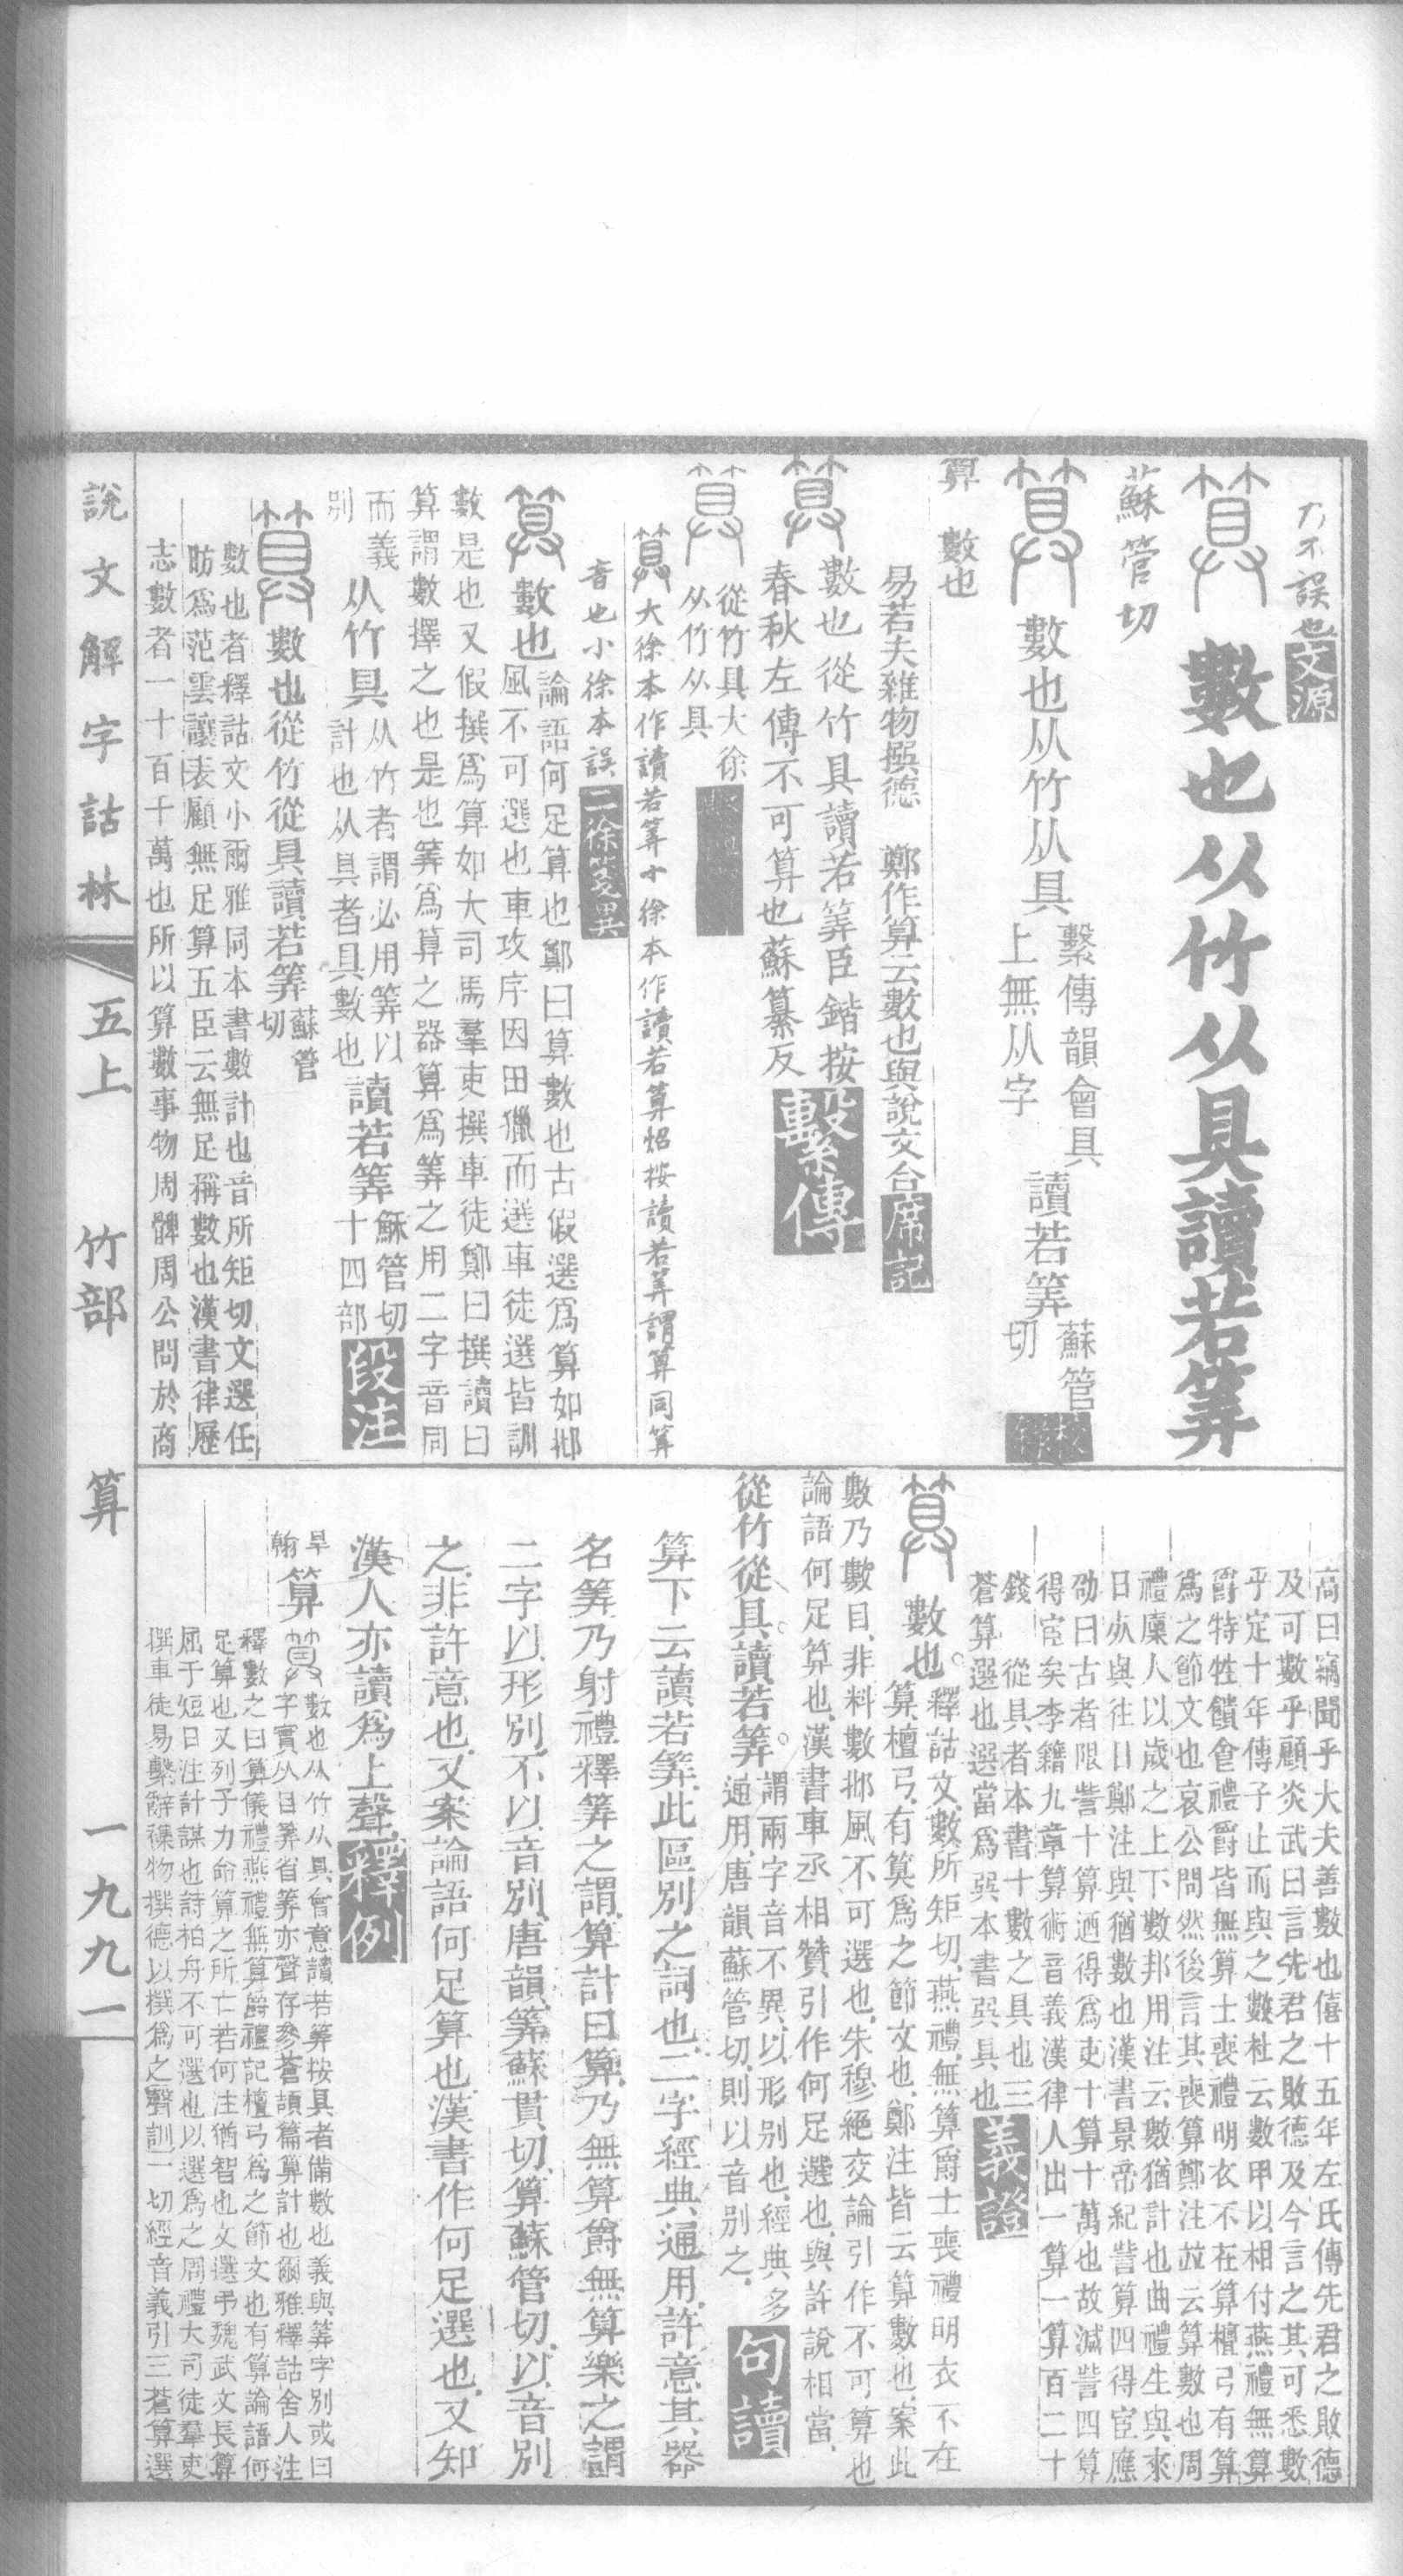 乃不誤也文源
數也从竹从具讀若筭
蘇管切
數也从竹从具
繫傳韻會具
上無从字
讀若筭
蘇管
切
算　數也
易若夫雜物撰德　鄭作算云數也與說文合席記
數也從竹具讀若筭臣鍇按
春秋左傳不可算也蘇纂反繫傳
從竹具大徐
从竹从具
大徐本作讀若筭小徐本作讀若算炤按讀若筭謂算同筭
音也小徐本誤二徐箋異
數也
論語何足算也鄭曰算數也古假選爲算如邶
風不可選也車攻序因田獵而選車徒選皆訓
數是也又假撰爲算如大司馬羣吏撰車徒鄭曰撰讀曰
算謂數擇之也是也筭爲算之器算爲筭之用二字音同
而義
別
从竹具
从竹者謂必用筭以
計也从具者具數也
讀若筭
穌管切
十四部
段注
數也從竹從具讀若筭
蘇管
切
數也者釋詁文小爾雅同本書數計也音所矩切文選任
昉爲范雲讓表顧無足算五臣云無足稱數也漢書律歷
志數者一十百千萬也所以算數事物周髀周公問於商
高曰竊聞乎大夫善數也僖十五年左氏傳先君之敗德
及可數乎顧炎武曰言先君之敗德及今言之其可悉數
乎定十年傳子止而與之數杜云數甲以相付燕禮無算
爵特牲饋食禮爵皆無算士喪禮明衣不在算檀弓有算
爲之節文也哀公問然後言其喪算鄭注竝云算數也周
禮廩人以歲之上下數邦用注云數猶計也曲禮生與來
日死與往日鄭注與猶數也漢書景帝紀訾算四得宦應
劭曰古者限訾十算迺得爲吏十算十萬也故減訾四算
得宦矣李籍九章算術音義漢律人出一算一算百二十
錢　從具者本書十數之具也三
蒼算選也選當爲巽本書巽具也
義證
數也。
釋詁文數所矩切燕禮無算爵士喪禮明衣不在
算檀弓有算爲之節文也鄭注皆云算數也案此
數乃數目非料數邶風不可選也朱穆絕交論引作不可算也
論語何足算也漢書車丞相贊引作何足選也與許說相當
從竹從具。讀若筭。
謂兩字音不異以形別也經典多
通用唐韻蘇管切則以音別之
句讀
算下云讀若筭此區別之詞也二字經典通用許意其器
名筭乃射禮釋筭之謂算計曰算乃無算爵無算樂之謂
二字以形別不以音別唐韻筭蘇貫切算蘇管切以音別
之非許意也又案論語何足算也漢書作何足選也又知
漢人亦讀爲上聲釋例
旱
翰
算
數也从竹从具會意讀若筭按具者備數也義與筭字別或曰
字實从目筭省筭亦聲存參蒼頡篇算計也爾雅釋詁舍人注
釋數之曰算儀禮燕禮無算爵禮記檀弓爲之節文也有算論語何
足算也又列子力命算之所亡若何注猶智也文選弔魏武文長算
屈于短日注計謀也詩柏舟不可選也以選爲之周禮大司徒羣吏
撰車徒易繫辭襍物撰德以撰爲之聲訓一切經音義引三蒼算選
說文解字詁林
五上　竹部　算
一九九一